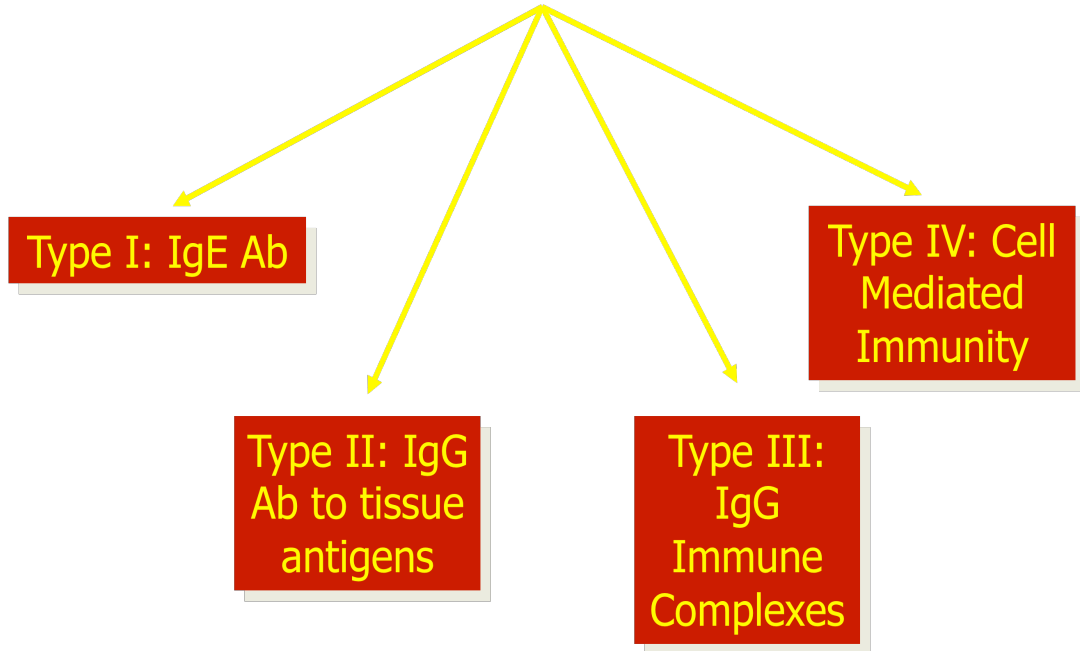 Type I: IgE Ab
Type II: IgG
Ab to tissue
antigens
Type III:
IgG
Immune
Complexes
Type IV: Cell
Mediated
Immunity